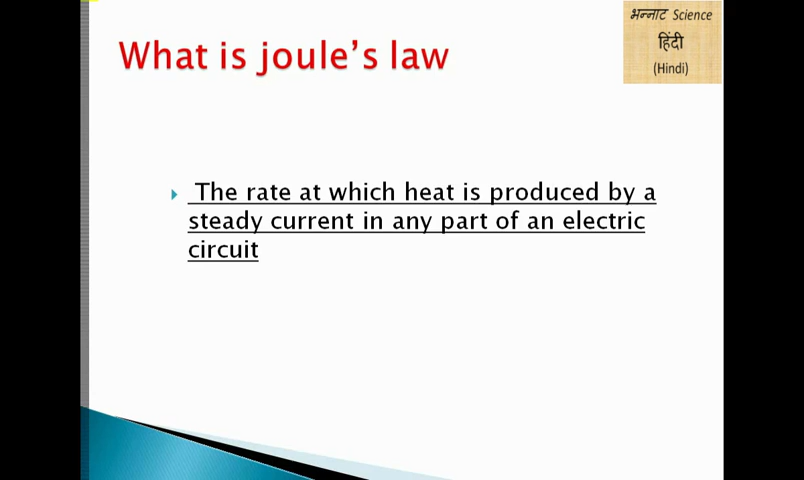 भन्नाट Science
हिंदी
(Hindi)
What is joule's law
The rate at which heat is produced by a
steady current in any part of an electric
circuit